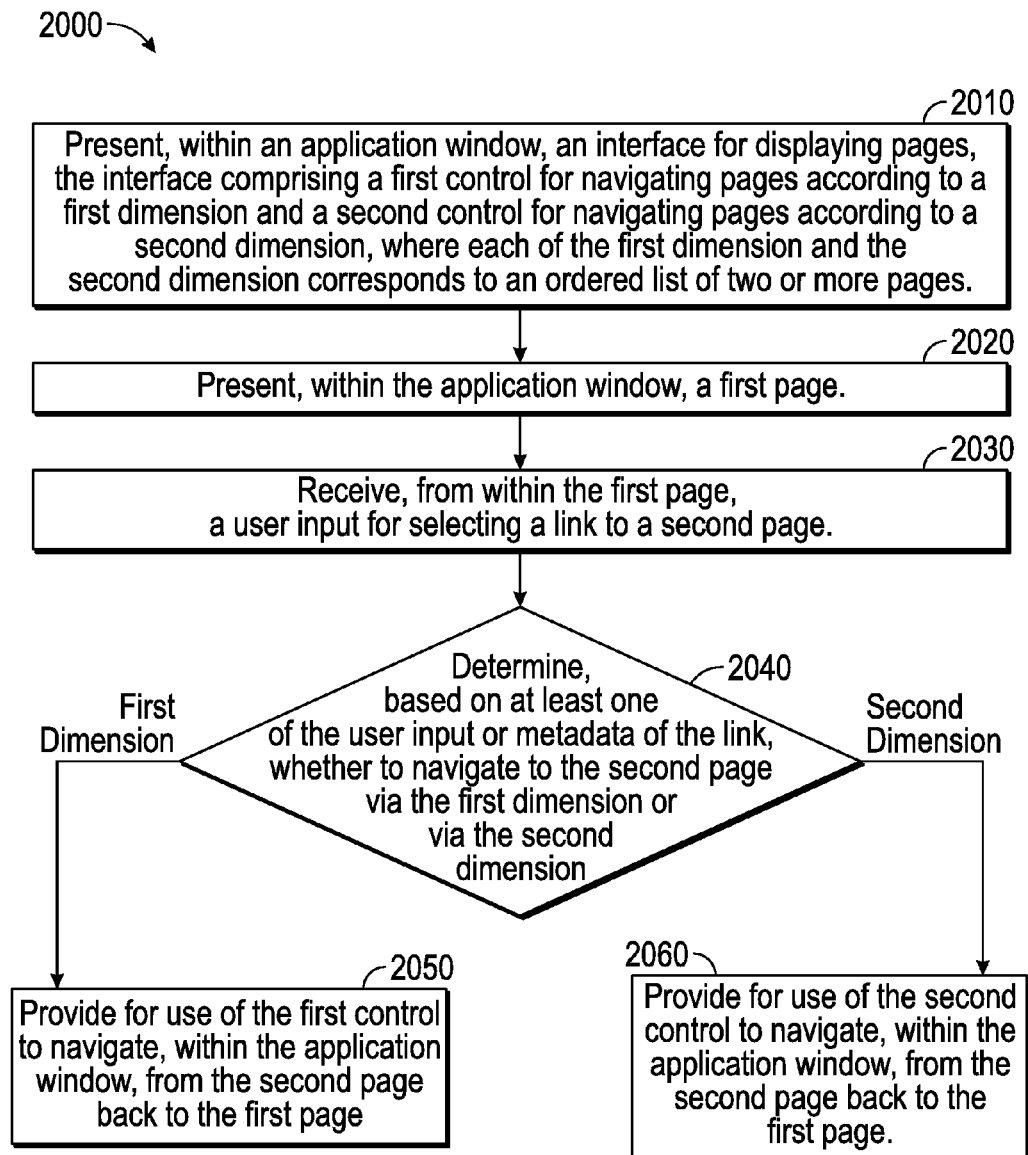 2000
2010
Present, within an application window, an interface for displaying pages,
the interface comprising a first control for navigating pages according to a
first dimension and a second control for navigating pages according to a
second dimension, where each of the first dimension and the
second dimension corresponds to an ordered list of two or more pages.
2020
Present, within the application window, a first page.
2030
Receive, from within the first page,
a user input for selecting a link to a second page.
2040
Determine,
based on at least one
of the user input or metadata of the link,
whether to navigate to the second page
via the first dimension or
via the second
dimension
First
Dimension
Second
Dimension
2050
Provide for use of the first control
to navigate, within the application
window, from the second page
back to the first page
2060
Provide for use of the second
control to navigate, within the
application window, from the
second page back to the
first page.